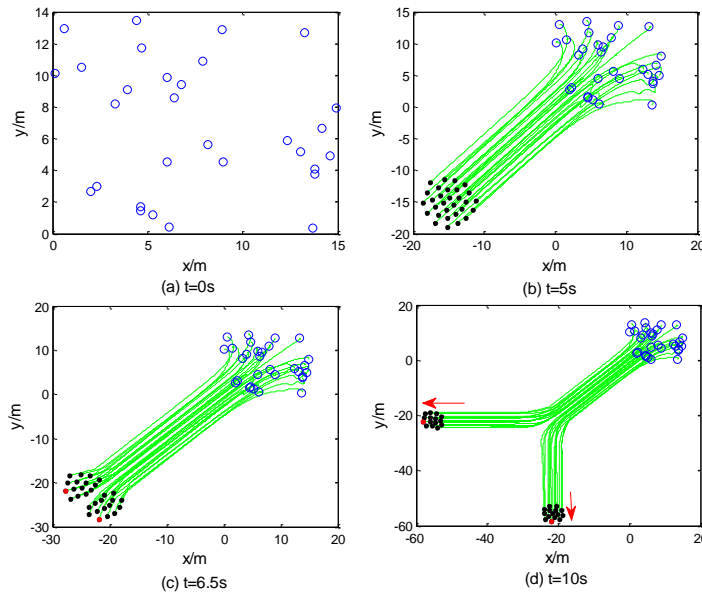 14
12
10
8
6
4
2
0
0 5 10 15
y/m
x/m
(a) t=0s
15
10
5
0
-5
-10
-15
-20
-20 -10 0 10 20
y/m
x/m
(b) t=5s
20
10
0
-10
-20
-30
-30 -20 -10 0 10 20
y/m
x/m
(c) t=6.5s
20
0
-20
-40
-60
-60 -40 -20 0 20
y/m
x/m
(d) t=10s